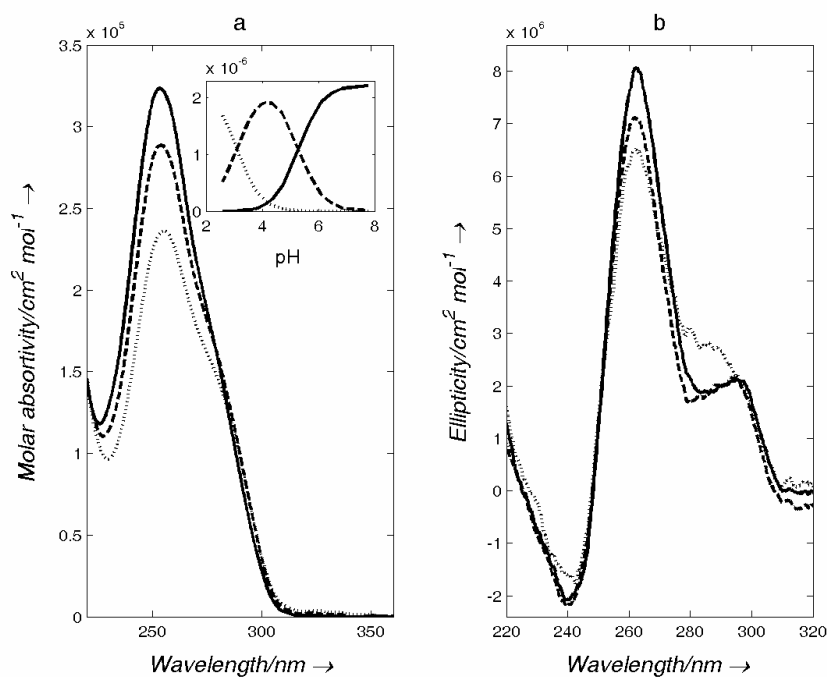 a
x 10⁵
3.5
3
2.5
2
1.5
1
0.5
0
250 300 350
Molar absortivity/cm² mol⁻¹ →
Wavelength/nm →
x 10⁻⁶
2
1
0
2 4 6 8
pH
b
x 10⁶
8
7
6
5
4
3
2
1
0
-1
-2
220 240 260 280 300 320
Ellipticity/cm² mol⁻¹ →
Wavelength/nm →